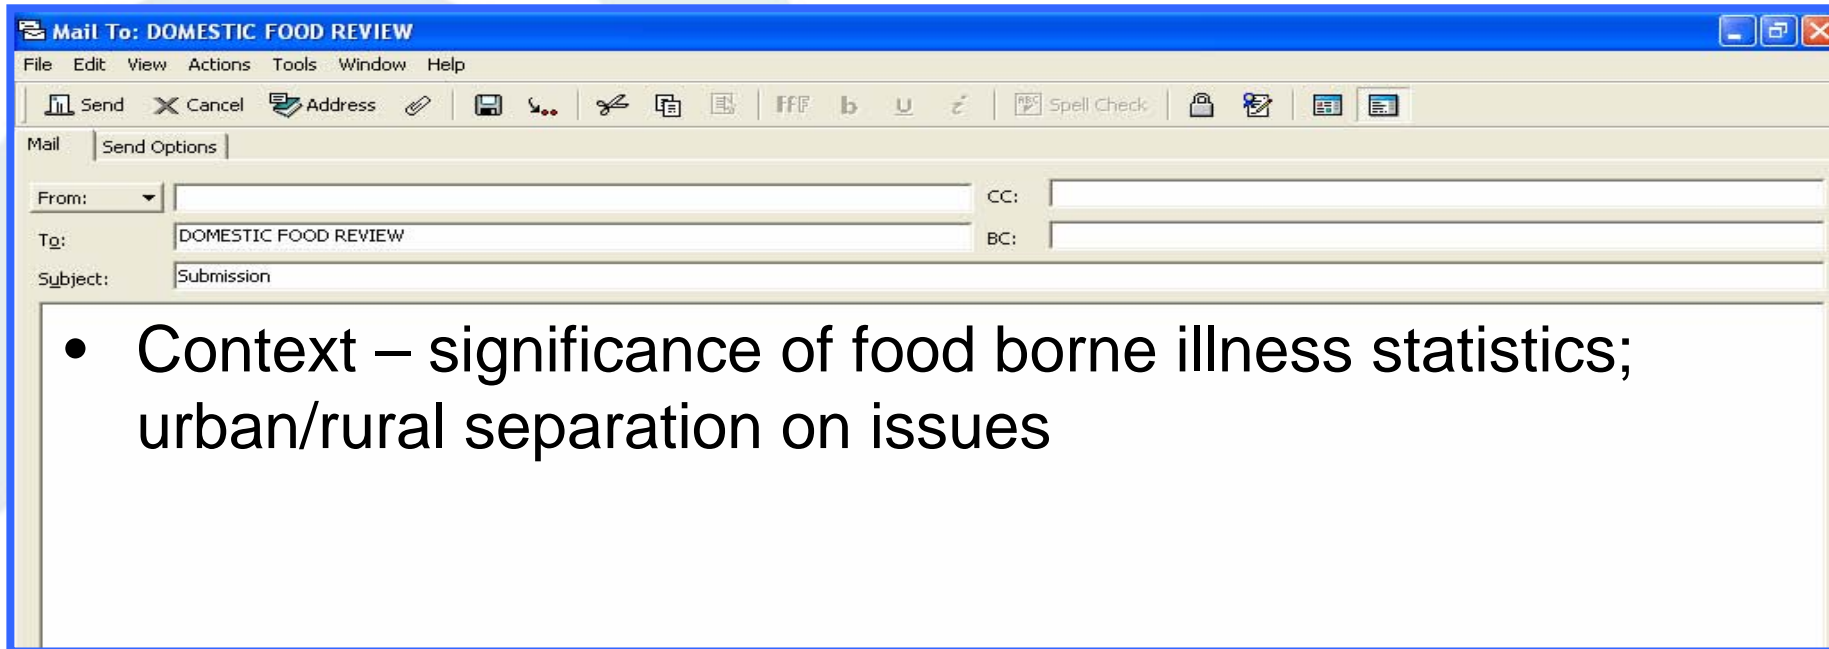 Mail To: DOMESTIC FOOD REVIEW
File Edit View Actions Tools Window Help
Send Cancel Address FfF b u i Spell Check
Mail Send Options
From: CC:
To: DOMESTIC FOOD REVIEW BC:
Subject: Submission
• Context – significance of food borne illness statistics;
urban/rural separation on issues